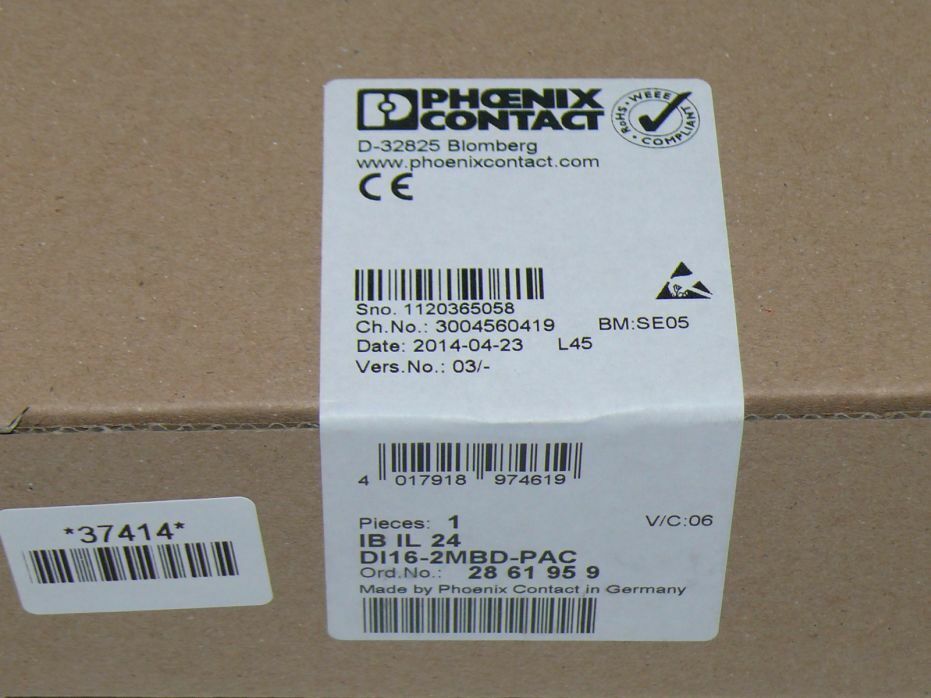 PHŒNIX
CONTACT
WEEE
RoHS
COMPLIANT
D-32825 Blomberg
www.phoenixcontact.com
CE
Sno. 1120365058
Ch.No.: 3004560419 BM:SE05
Date: 2014-04-23 L45
Vers.No.: 03/-
4 017918 974619
Pieces: 1 V/C:06
IB IL 24
DI16-2MBD-PAC
Ord.No.: 28 61 95 9
Made by Phoenix Contact in Germany
*37414*